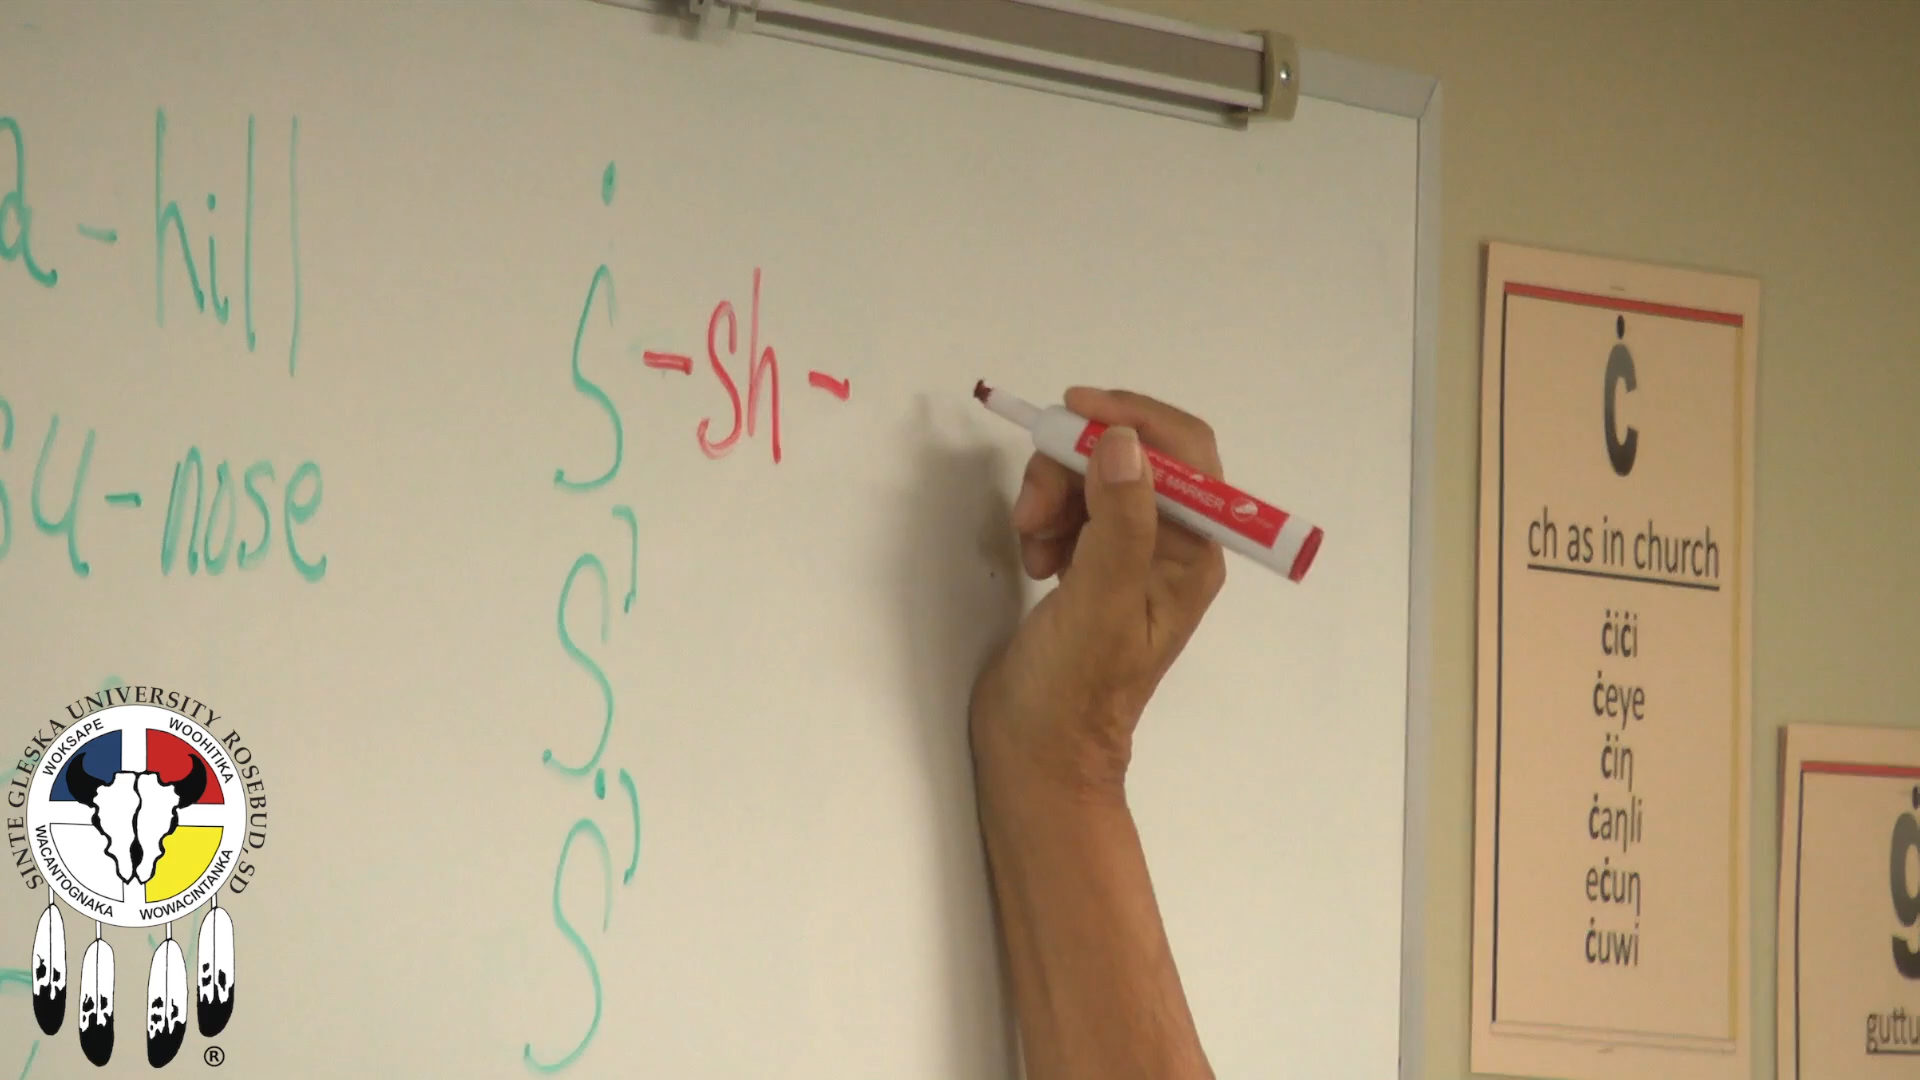 - hill
ṡ - sh -
- nose
s
ṡ
MARKER
ċ
ch as in church
ċiċi
ċeye
ċiŋ
ċaŋli
eċuŋ
ċuwi
ġ
SINTE GLESKA UNIVERSITY ROSEBUD, SD
WOKSAPE
WOOHITIKA
WACANTOGNAKA
WOWACINTANKA
®